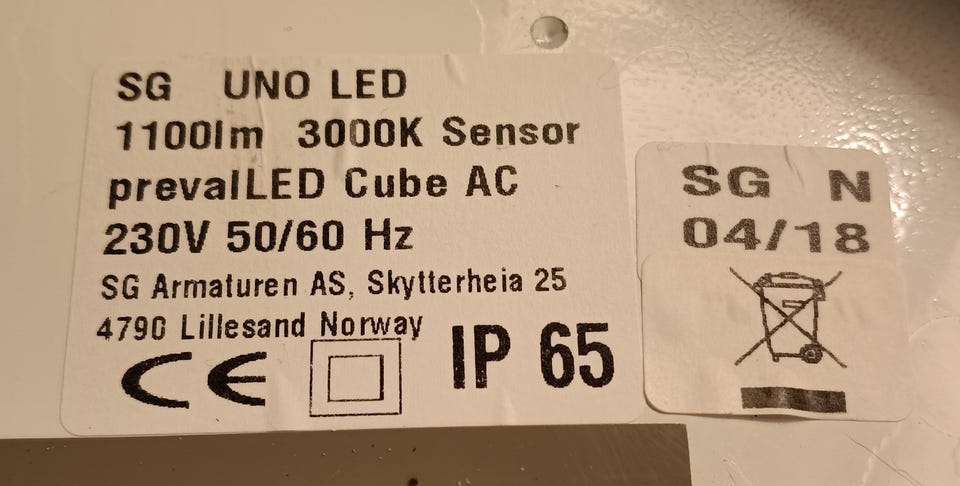 SG UNO LED
1100lm 3000K Sensor
prevalLED Cube AC
230V 50/60 Hz
SG Armaturen AS, Skytterheia 25
4790 Lillesand Norway
CE IP 65
SG N
04/18